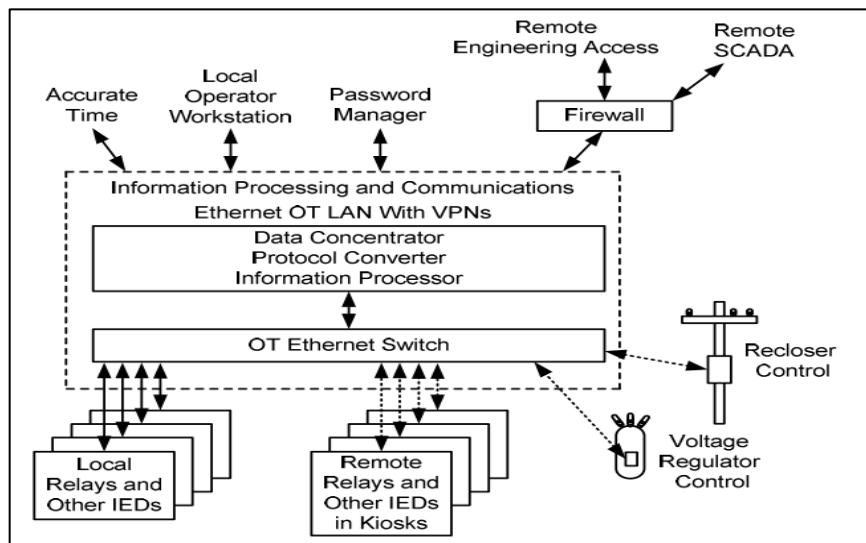 Remote
Engineering Access
Remote
SCADA
Accurate
Time
Local
Operator
Workstation
Password
Manager
Firewall
Information Processing and Communications
Ethernet OT LAN With VPNs
Data Concentrator
Protocol Converter
Information Processor
OT Ethernet Switch
Recloser
Control
Local
Relays and
Other IEDs
Remote
Relays and
Other IEDs
in Kiosks
Voltage
Regulator
Control